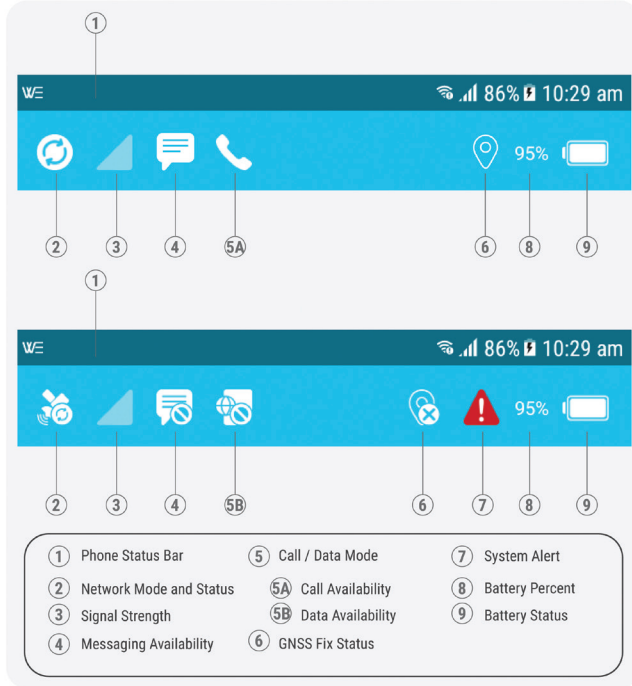 1
WE 86% 10:29 am
95%
2 3 4 5A 6 8 9
1
WE 86% 10:29 am
95%
2 3 4 5B 6 7 8 9
1 Phone Status Bar
2 Network Mode and Status
3 Signal Strength
4 Messaging Availability
5 Call / Data Mode
5A Call Availability
5B Data Availability
6 GNSS Fix Status
7 System Alert
8 Battery Percent
9 Battery Status